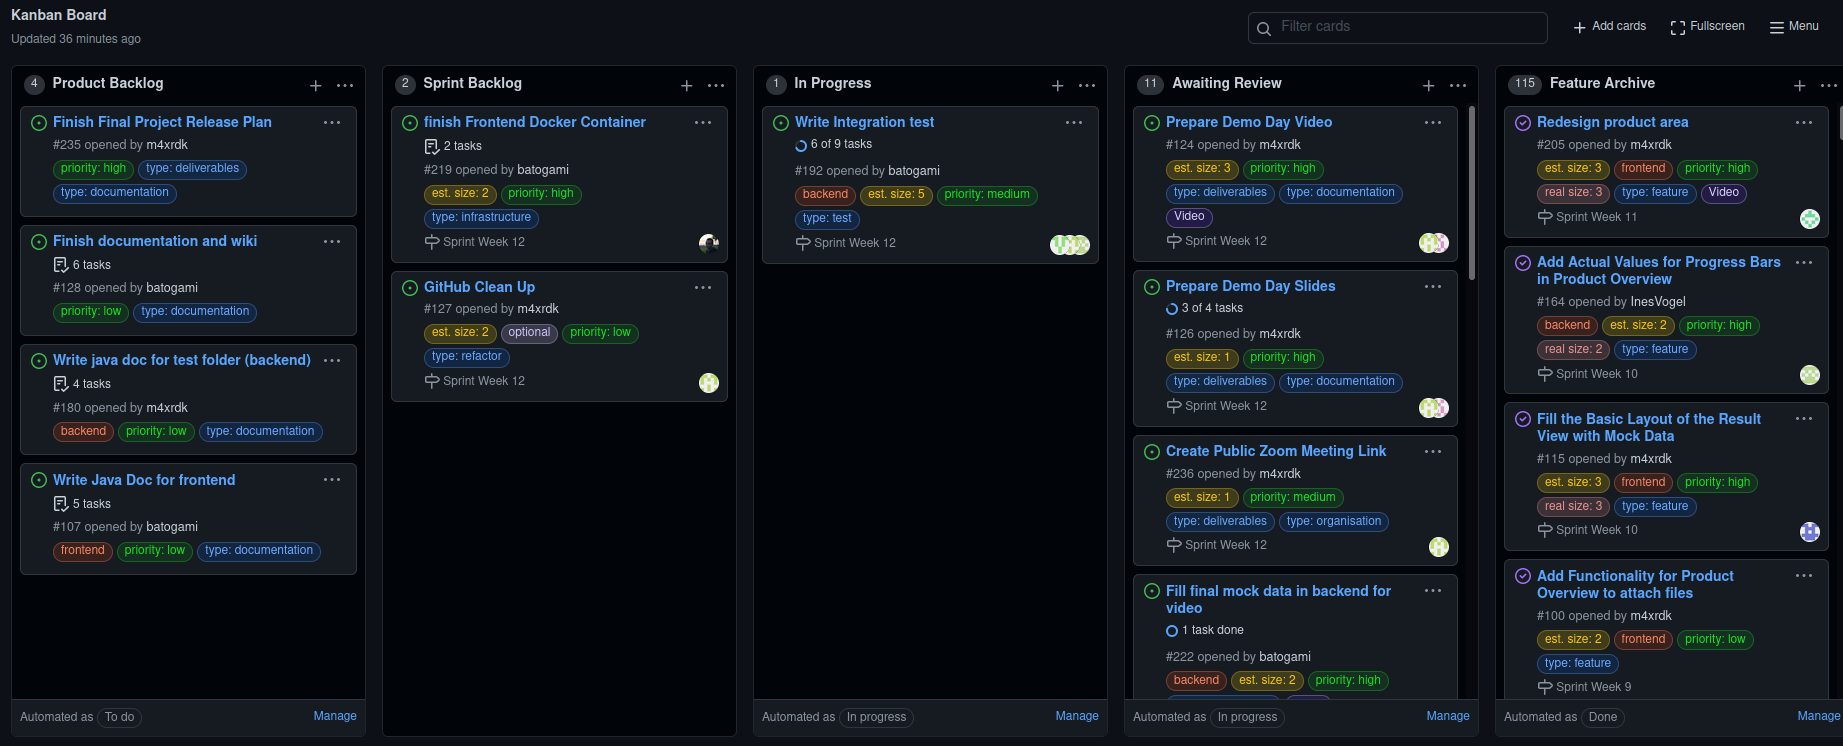 Kanban Board
Updated 36 minutes ago
Filter cards
Add cards
Fullscreen
Menu
4 Product Backlog
Finish Final Project Release Plan
#235 opened by m4xrdk
priority: high type: deliverables
type: documentation
Finish documentation and wiki
6 tasks
#128 opened by batogami
priority: low type: documentation
Write java doc for test folder (backend)
4 tasks
#180 opened by m4xrdk
backend priority: low type: documentation
Write Java Doc for frontend
5 tasks
#107 opened by batogami
frontend priority: low type: documentation
Automated as To do Manage
2 Sprint Backlog
finish Frontend Docker Container
2 tasks
#219 opened by batogami
est. size: 2 priority: high
type: infrastructure
Sprint Week 12
GitHub Clean Up
#127 opened by m4xrdk
est. size: 2 optional priority: low
type: refactor
Sprint Week 12
1 In Progress
Write Integration test
6 of 9 tasks
#192 opened by batogami
backend est. size: 5 priority: medium
type: test
Sprint Week 12
Automated as In progress Manage
11 Awaiting Review
Prepare Demo Day Video
#124 opened by m4xrdk
est. size: 3 priority: high
type: deliverables type: documentation
Video
Sprint Week 12
Prepare Demo Day Slides
3 of 4 tasks
#126 opened by m4xrdk
est. size: 1 priority: high
type: deliverables type: documentation
Sprint Week 12
Create Public Zoom Meeting Link
#236 opened by m4xrdk
est. size: 1 priority: medium
type: deliverables type: organisation
Sprint Week 12
Fill final mock data in backend for
video
1 task done
#222 opened by batogami
backend est. size: 2 priority: high
Automated as In progress Manage
115 Feature Archive
Redesign product area
#205 opened by m4xrdk
est. size: 3 frontend priority: high
real size: 3 type: feature Video
Sprint Week 11
Add Actual Values for Progress Bars
in Product Overview
#164 opened by InesVogel
backend est. size: 2 priority: high
real size: 2 type: feature
Sprint Week 10
Fill the Basic Layout of the Result
View with Mock Data
#115 opened by m4xrdk
est. size: 3 frontend priority: high
real size: 3 type: feature
Sprint Week 10
Add Functionality for Product
Overview to attach files
#100 opened by m4xrdk
est. size: 2 frontend priority: low
type: feature
Sprint Week 9
Automated as Done Manage